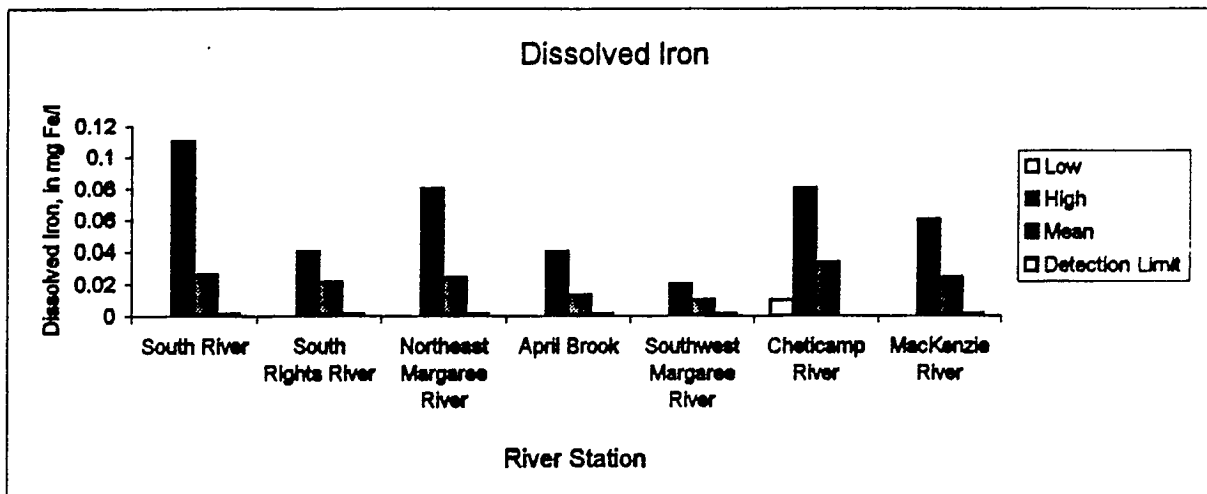 Dissolved Iron
Dissolved Iron, in mg Fe/l
0.12
0.1
0.08
0.06
0.04
0.02
0
South River
South
Rights River
Northeast
Margaree
River
April Brook
Southwest
Margaree
River
Cheticamp
River
MacKenzie
River
River Station
Low
High
Mean
Detection Limit